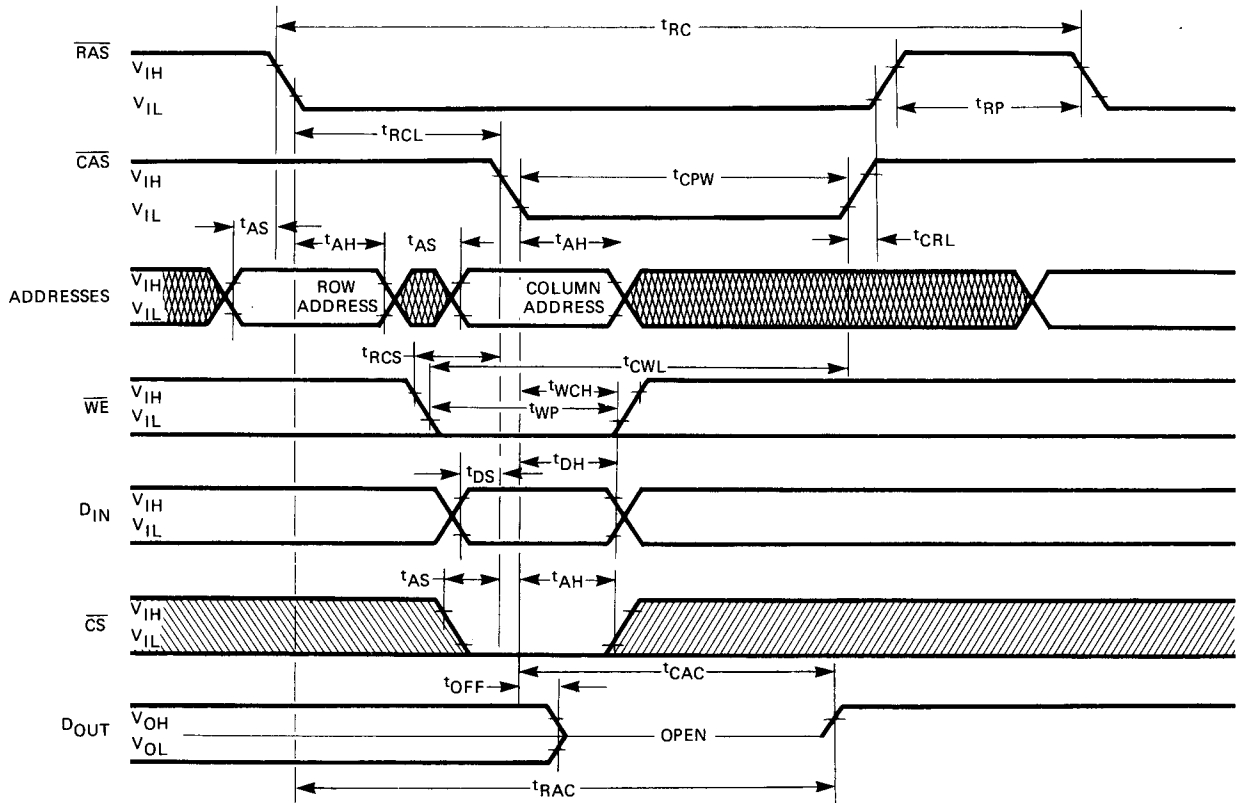 tRC
RAS
VIH
VIL
tRP
tRCL
CAS
VIH
VIL
tCPW
tAS
tAH
tAS
tAH
tCRL
ADDRESSES
VIH
VIL
ROW
ADDRESS
COLUMN
ADDRESS
tRCS
tCWL
WE
VIH
VIL
tWCH
tWP
tDH
tDS
DIN
VIH
VIL
tAS
tAH
CS
VIH
VIL
tCAC
tOFF
DOUT
VOH
VOL
OPEN
tRAC